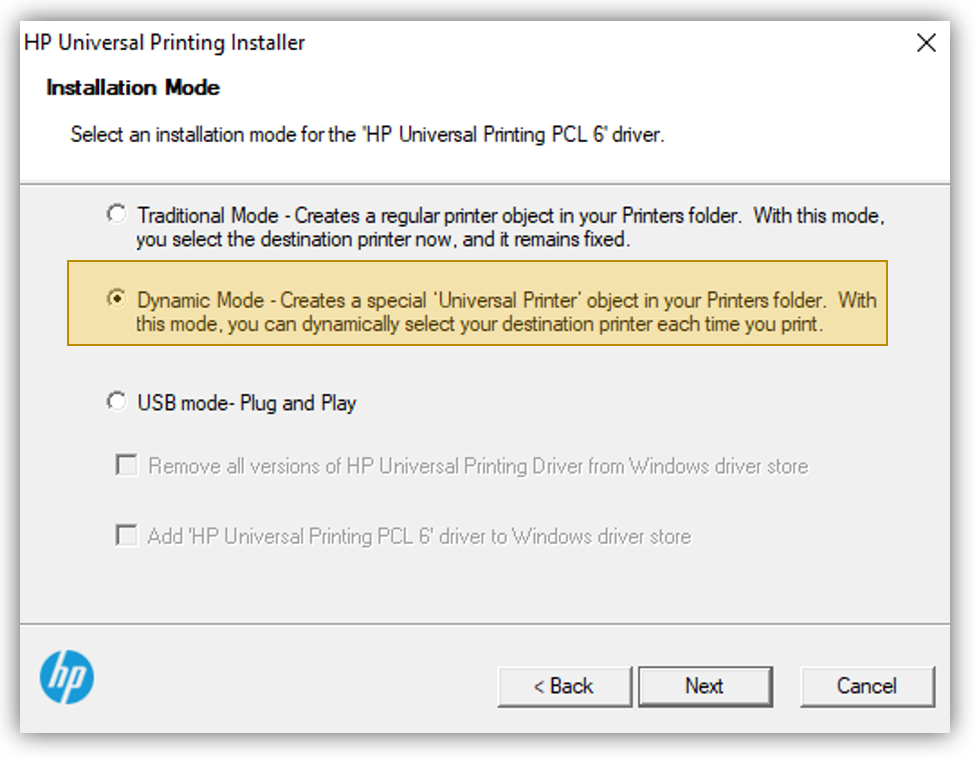 HP Universal Printing Installer
Installation Mode
Select an installation mode for the "HP Universal Printing PCL 6" driver.
Traditional Mode - Creates a regular printer object in your Printers folder.  With this mode,
you select the destination printer now, and it remains fixed.
Dynamic Mode - Creates a special 'Universal Printer' object in your Printers folder.  With
this mode, you can dynamically select your destination printer each time you print.
USB mode- Plug and Play
Remove all versions of HP Universal Printing Driver from Windows driver store
Add 'HP Universal Printing PCL 6' driver to Windows driver store
hp
< Back
Next
Cancel